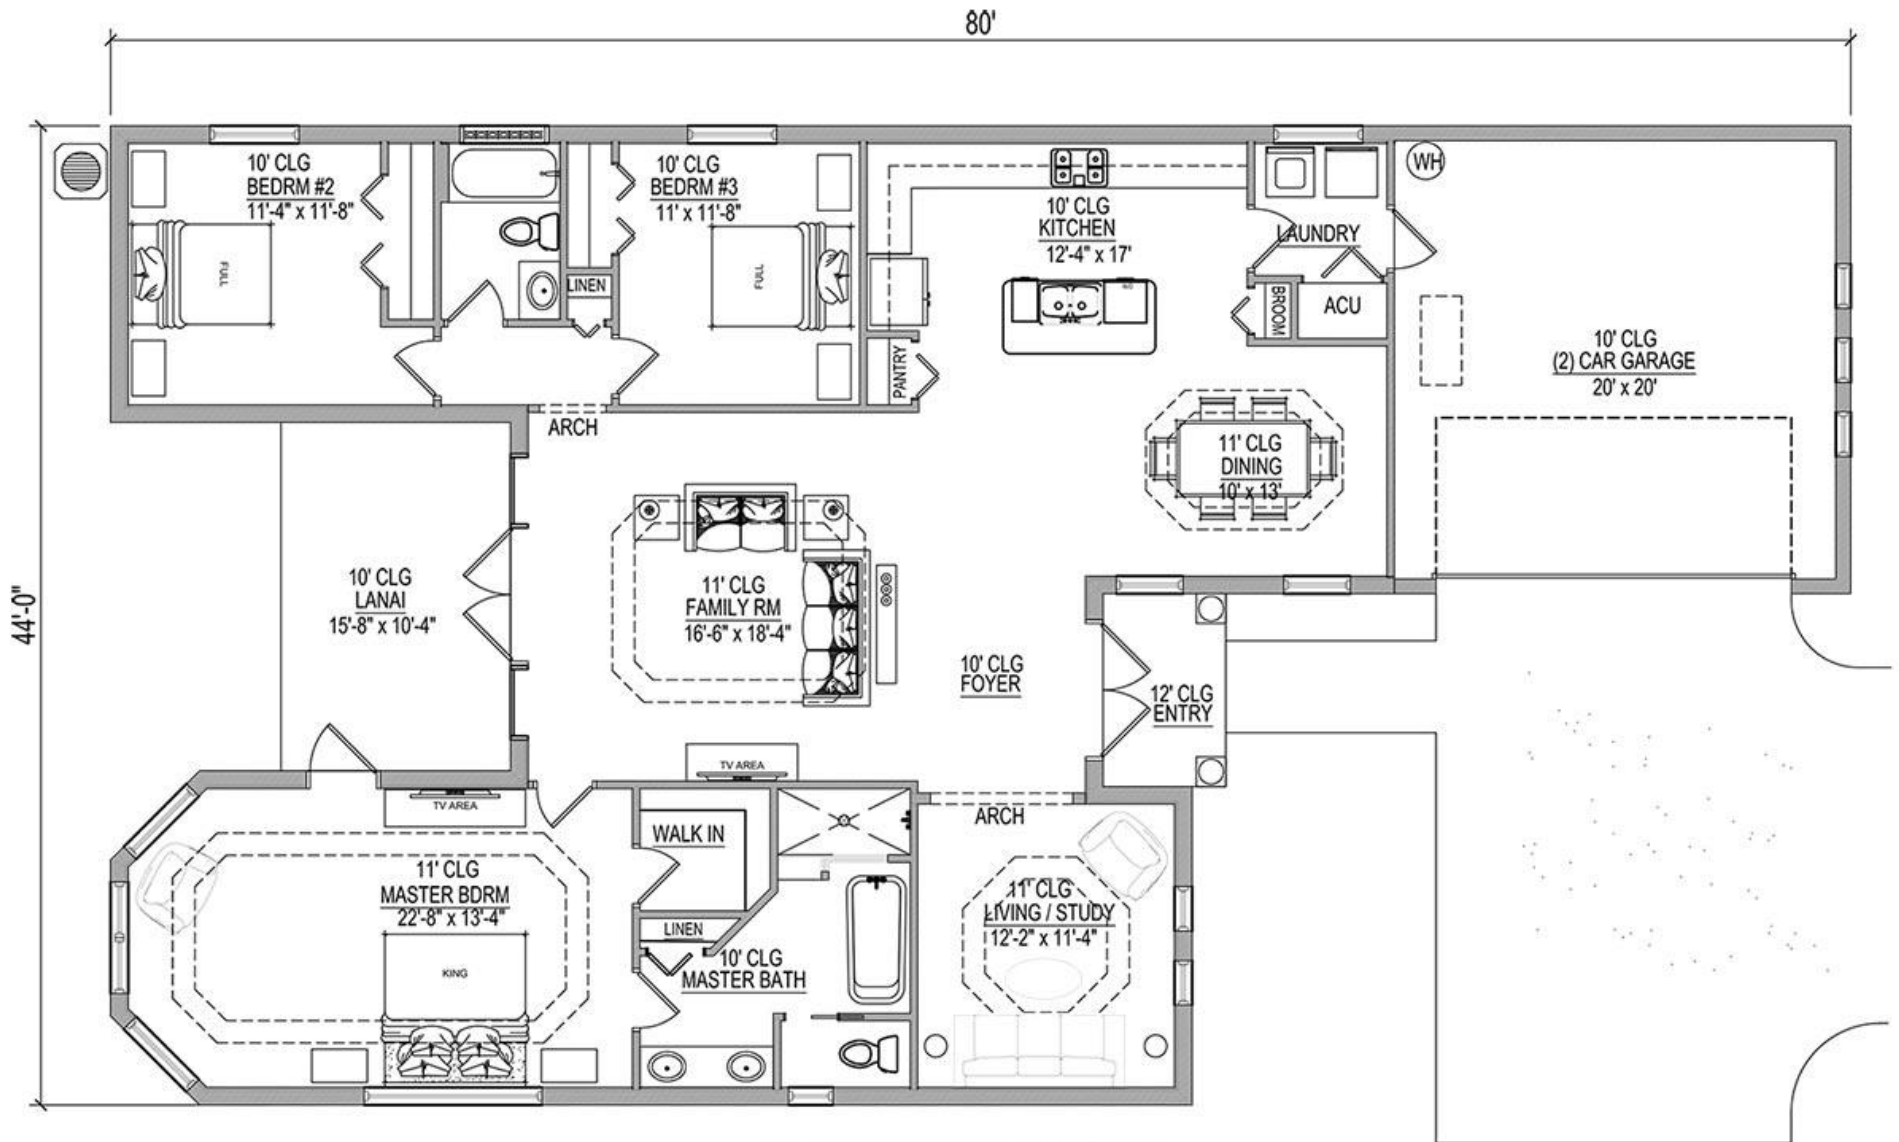 80'
44'-0"
10' CLG
BEDRM #2
11'-4" x 11'-8"
FULL
LINEN
10' CLG
BEDRM #3
11' x 11'-8"
FULL
10' CLG
KITCHEN
12'-4" x 17'
PANTRY
LAUNDRY
BROOM
ACU
WH
10' CLG
(2) CAR GARAGE
20' x 20'
ARCH
11' CLG
DINING
10' x 13'
10' CLG
LANAI
15'-8" x 10'-4"
11' CLG
FAMILY RM
16'-6" x 18'-4"
10' CLG
FOYER
12' CLG
ENTRY
TV AREA
TV AREA
ARCH
WALK IN
11' CLG
MASTER BDRM
22'-8" x 13'-4"
KING
LINEN
10' CLG
MASTER BATH
11' CLG
LIVING / STUDY
12'-2" x 11'-4"